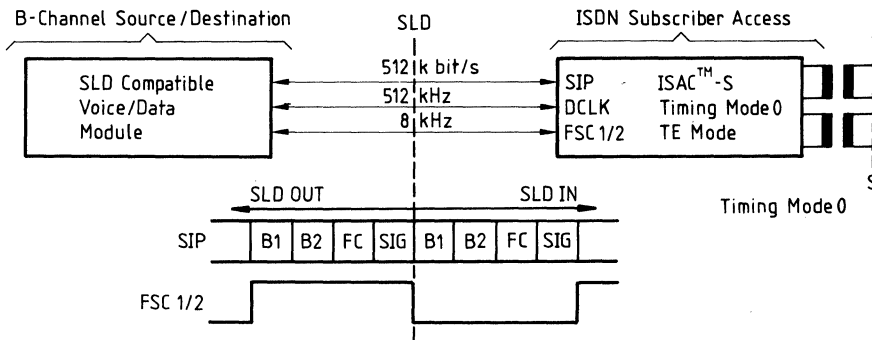 B-Channel Source/Destination
SLD
ISDN Subscriber Access
SLD Compatible
Voice/Data
Module
512 k bit/s
512 kHz
8 kHz
SIP ISAC™-S
DCLK Timing Mode 0
FSC 1/2 TE Mode
S
Timing Mode 0
SLD OUT SLD IN
SIP B1 B2 FC SIG B1 B2 FC SIG
FSC 1/2